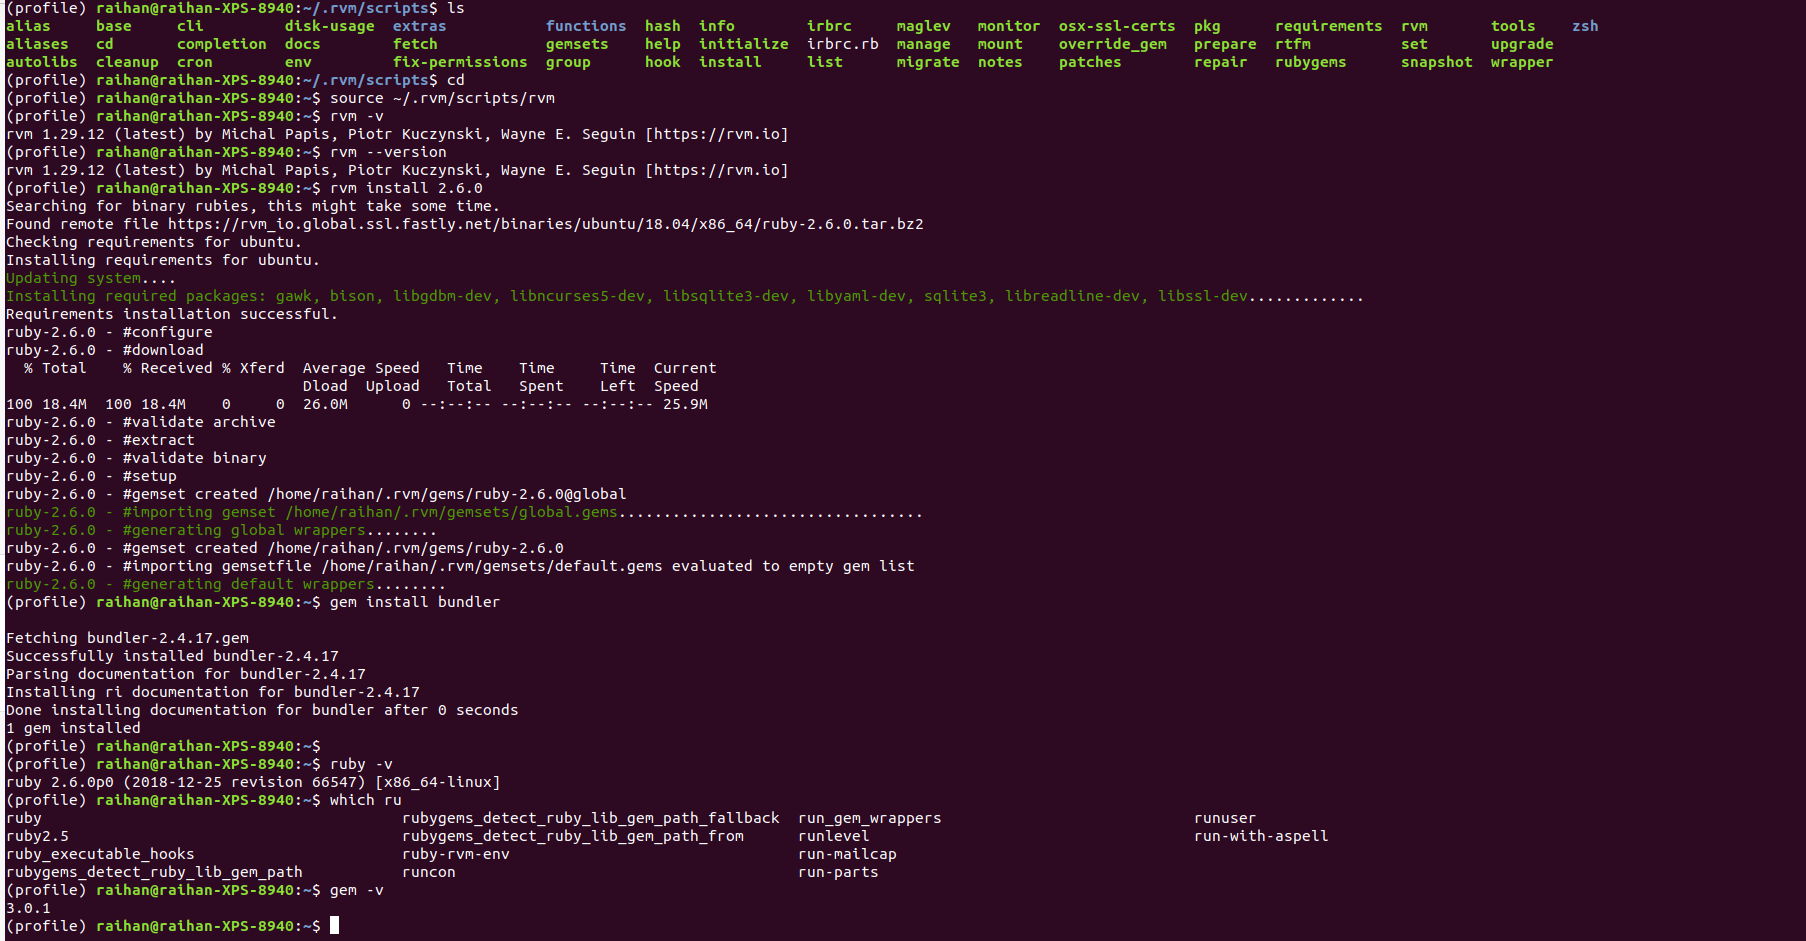 (profile) raihan@raihan-XPS-8940:~/.rvm/scripts$ ls
alias     base     cli         disk-usage  extras           functions  hash  info        irbrc     maglev   monitor  osx-ssl-certs  pkg      requirements  rvm       tools    zsh
aliases   cd       completion  docs        fetch            gemsets    help  initialize  irbrc.rb  manage   mount    override_gem   prepare  rtfm          set       upgrade
autolibs  cleanup  cron        env         fix-permissions  group      hook  install     list      migrate  notes    patches        repair   rubygems      snapshot  wrapper
(profile) raihan@raihan-XPS-8940:~/.rvm/scripts$ cd
(profile) raihan@raihan-XPS-8940:~$ source ~/.rvm/scripts/rvm
(profile) raihan@raihan-XPS-8940:~$ rvm -v
rvm 1.29.12 (latest) by Michal Papis, Piotr Kuczynski, Wayne E. Seguin [https://rvm.io]
(profile) raihan@raihan-XPS-8940:~$ rvm --version
rvm 1.29.12 (latest) by Michal Papis, Piotr Kuczynski, Wayne E. Seguin [https://rvm.io]
(profile) raihan@raihan-XPS-8940:~$ rvm install 2.6.0
Searching for binary rubies, this might take some time.
Found remote file https://rvm_io.global.ssl.fastly.net/binaries/ubuntu/18.04/x86_64/ruby-2.6.0.tar.bz2
Checking requirements for ubuntu.
Installing requirements for ubuntu.
Updating system....
Installing required packages: gawk, bison, libgdbm-dev, libncurses5-dev, libsqlite3-dev, libyaml-dev, sqlite3, libreadline-dev, libssl-dev.............
Requirements installation successful.
ruby-2.6.0 - #configure
ruby-2.6.0 - #download
  % Total    % Received % Xferd  Average Speed   Time    Time     Time  Current
                                 Dload  Upload   Total   Spent    Left  Speed
100 18.4M  100 18.4M    0     0  26.0M      0 --:--:-- --:--:-- --:--:-- 25.9M
ruby-2.6.0 - #validate archive
ruby-2.6.0 - #extract
ruby-2.6.0 - #validate binary
ruby-2.6.0 - #setup
ruby-2.6.0 - #gemset created /home/raihan/.rvm/gems/ruby-2.6.0@global
ruby-2.6.0 - #importing gemset /home/raihan/.rvm/gemsets/global.gems..................................
ruby-2.6.0 - #generating global wrappers........
ruby-2.6.0 - #gemset created /home/raihan/.rvm/gems/ruby-2.6.0
ruby-2.6.0 - #importing gemsetfile /home/raihan/.rvm/gemsets/default.gems evaluated to empty gem list
ruby-2.6.0 - #generating default wrappers........
(profile) raihan@raihan-XPS-8940:~$ gem install bundler
Fetching bundler-2.4.17.gem
Successfully installed bundler-2.4.17
Parsing documentation for bundler-2.4.17
Installing ri documentation for bundler-2.4.17
Done installing documentation for bundler after 0 seconds
1 gem installed
(profile) raihan@raihan-XPS-8940:~$
(profile) raihan@raihan-XPS-8940:~$ ruby -v
ruby 2.6.0p0 (2018-12-25 revision 66547) [x86_64-linux]
(profile) raihan@raihan-XPS-8940:~$ which ru
ruby                              rubygems_detect_ruby_lib_gem_path_fallback  run_gem_wrappers  runuser
ruby2.5                           rubygems_detect_ruby_lib_gem_path_from      runlevel          run-with-aspell
ruby_executable_hooks             ruby-rvm-env                                run-mailcap
rubygems_detect_ruby_lib_gem_path runcon                                      run-parts
(profile) raihan@raihan-XPS-8940:~$ gem -v
3.0.1
(profile) raihan@raihan-XPS-8940:~$